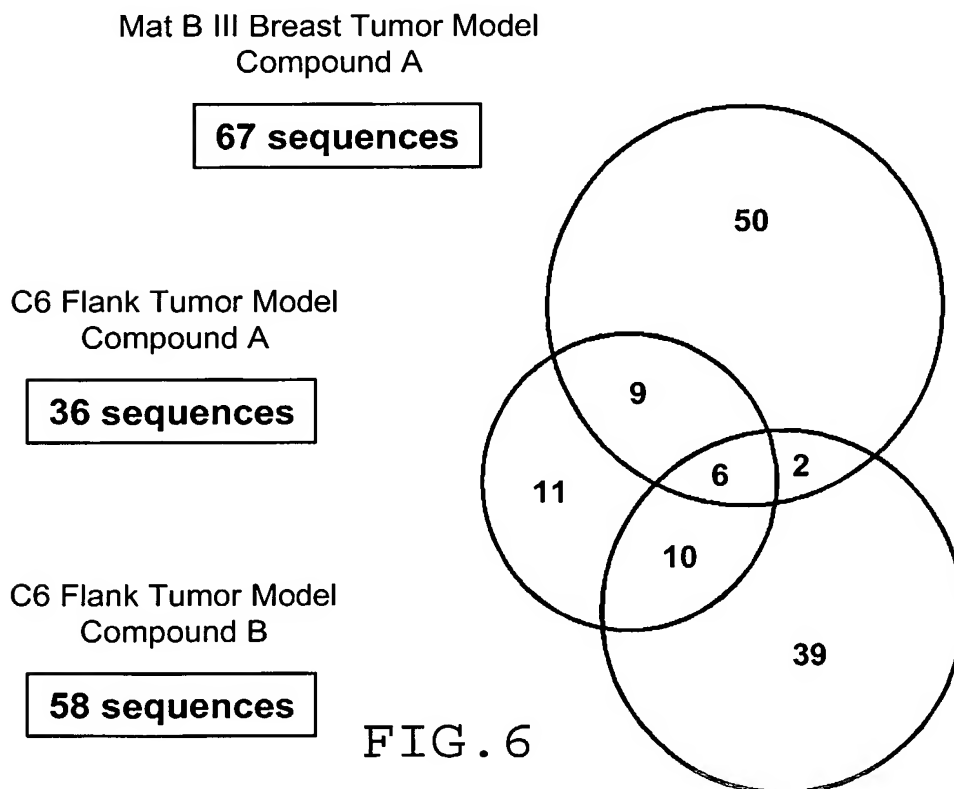 Mat B III Breast Tumor Model
Compound A
67 sequences
50
C6 Flank Tumor Model
Compound A
36 sequences
9
6
2
11
10
C6 Flank Tumor Model
Compound B
58 sequences
39
FIG.6